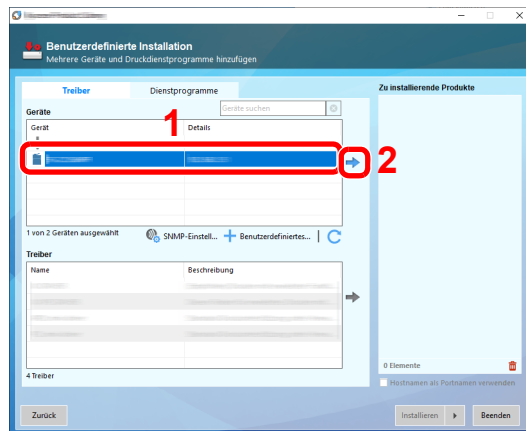 Benutzerdefinierte Installation
Mehrere Geräte und Druckdienstprogramme hinzufügen
Treiber
Dienstprogramme
Zu installierende Produkte
Geräte
Geräte suchen
1
Gerät
Details
2
1 von 2 Geräten ausgewählt
SNMP-Einstell...
Benutzerdefiniertes...
Treiber
Name
Beschreibung
4 Treiber
0 Elemente
Hostnamen als Portnamen verwenden
Zurück
Installieren
Beenden